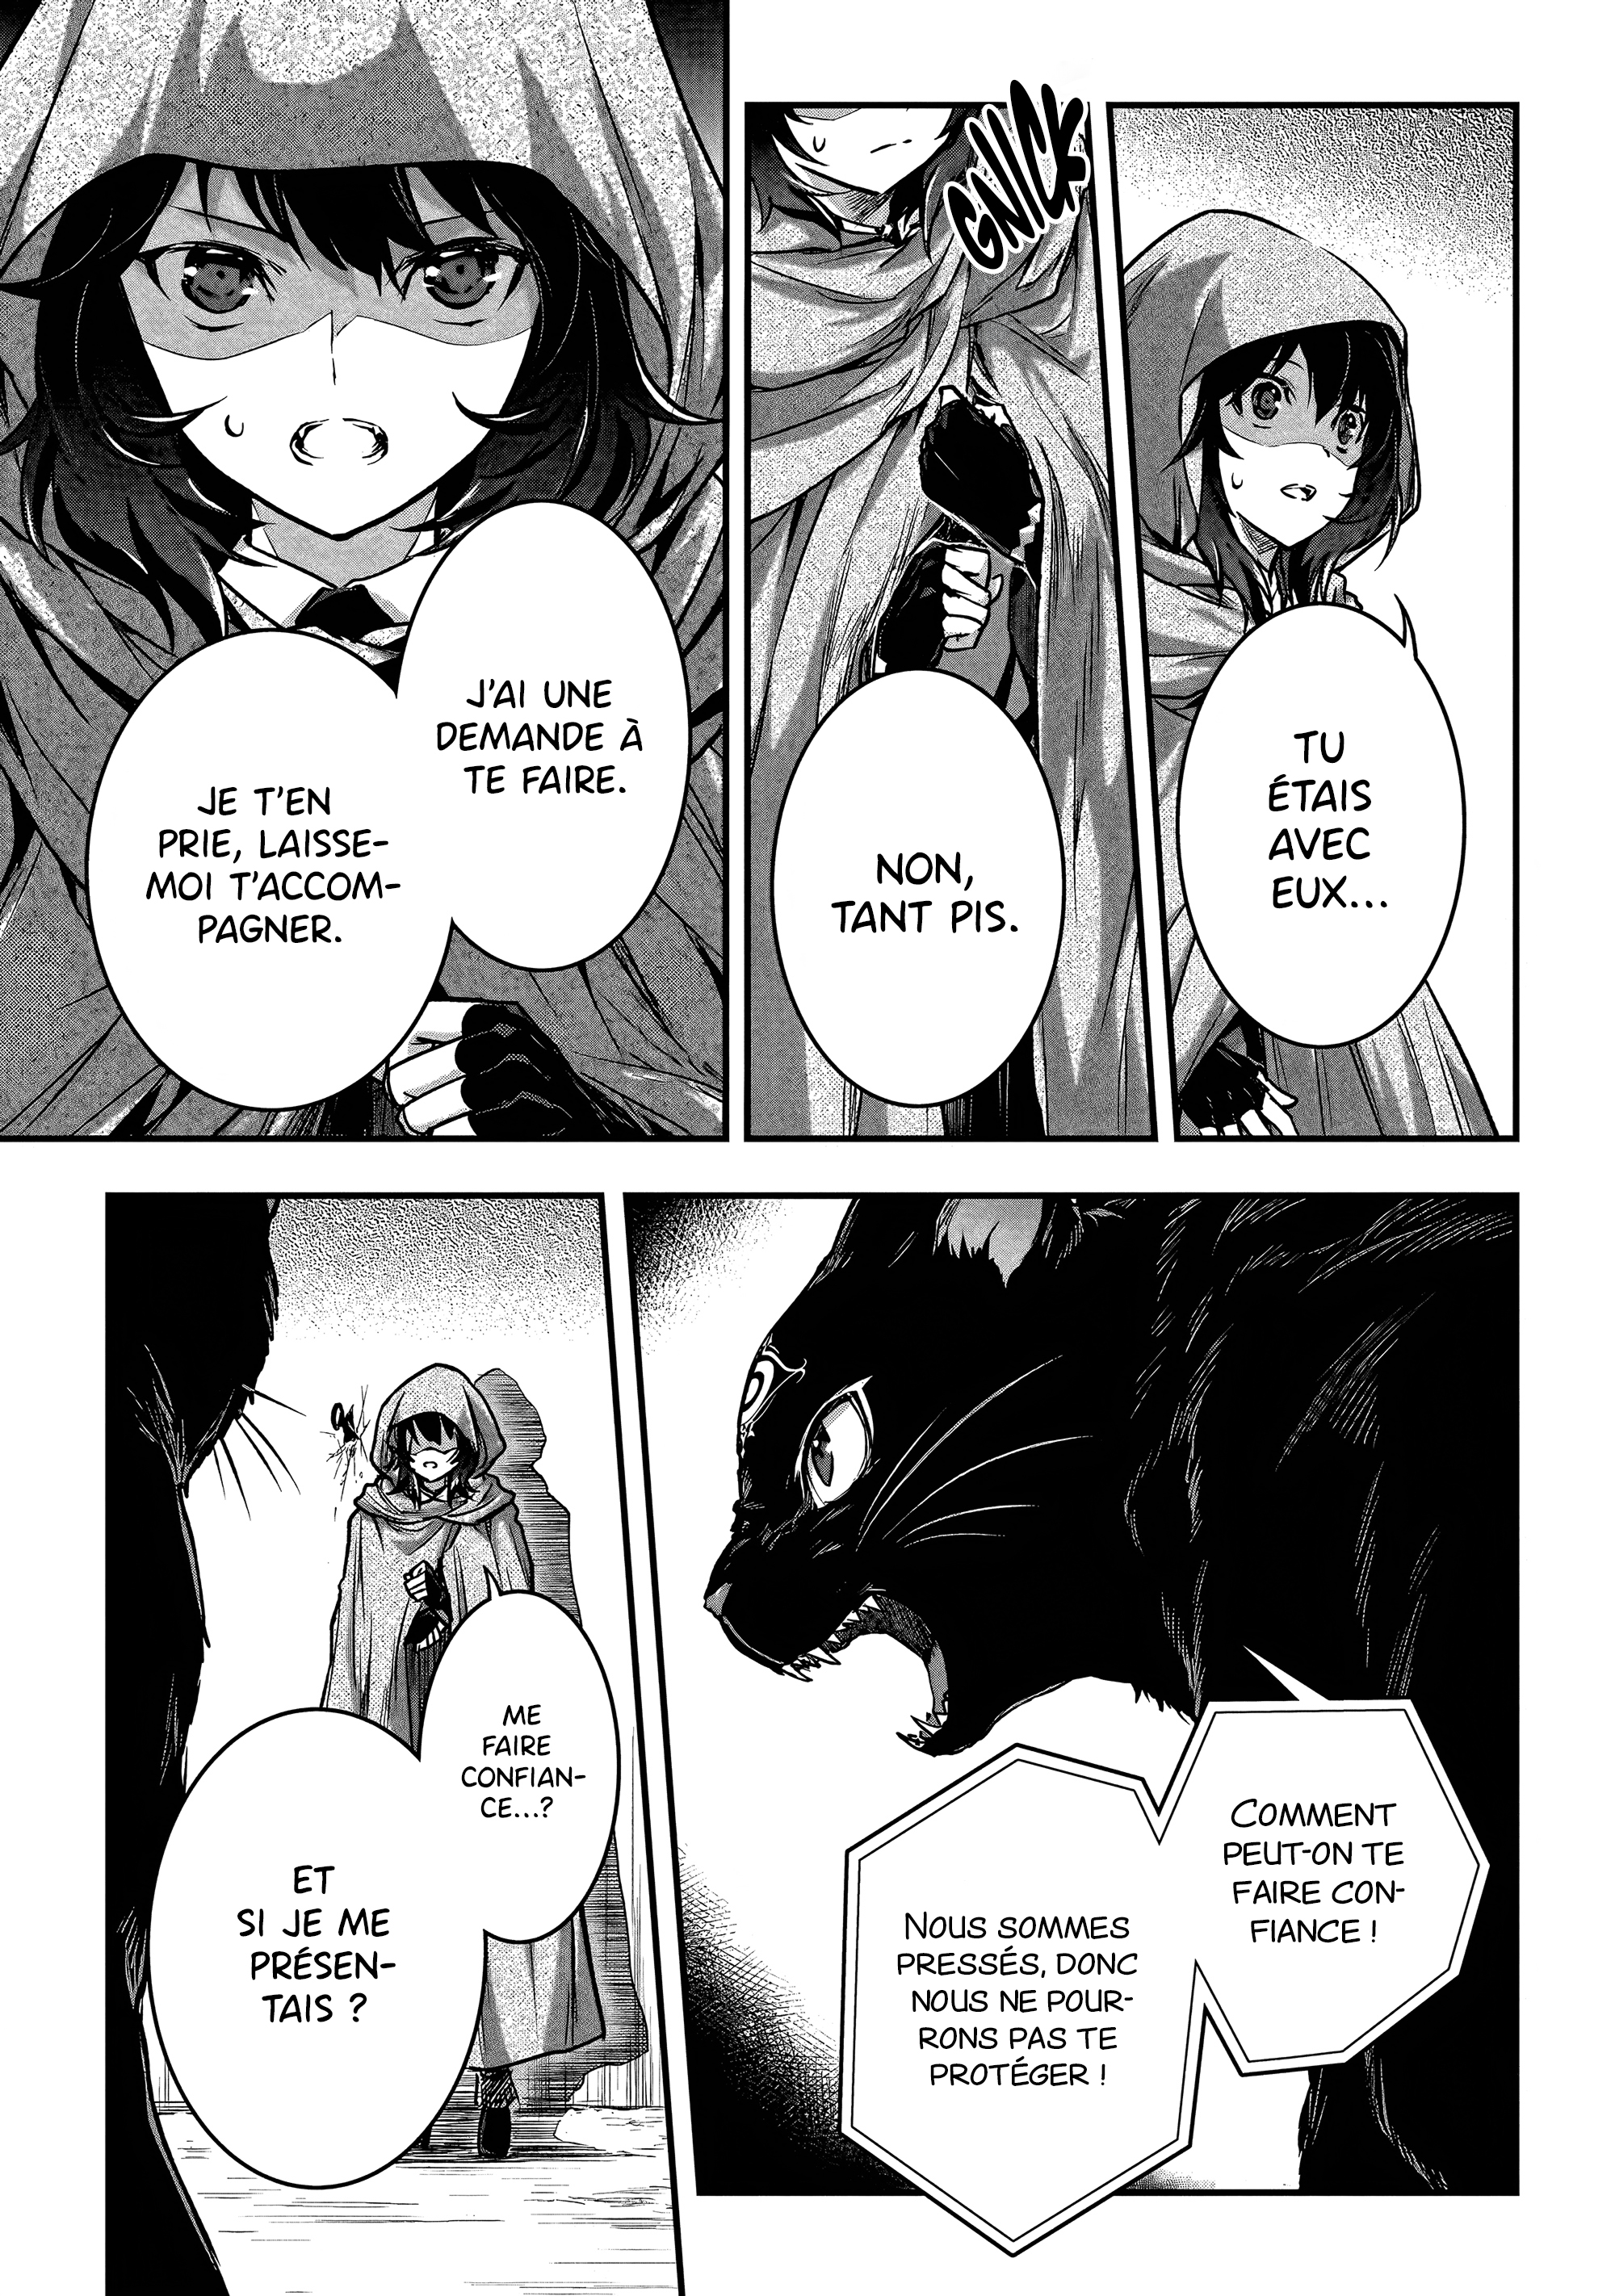 TU
ÉTAIS
AVEC
EUX...
GNICK
NON,
TANT PIS.
J'AI UNE
DEMANDE À
TE FAIRE.
JE T'EN
PRIE, LAISSE-
MOI T'ACCOM-
PAGNER.
COMMENT
PEUT-ON TE
FAIRE CON-
FIANCE !
NOUS SOMMES
PRESSÉS, DONC
NOUS NE POUR-
RONS PAS TE
PROTÉGER !
ME
FAIRE
CONFIAN-
CE...?
ET
SI JE ME
PRÉSEN-
TAIS ?